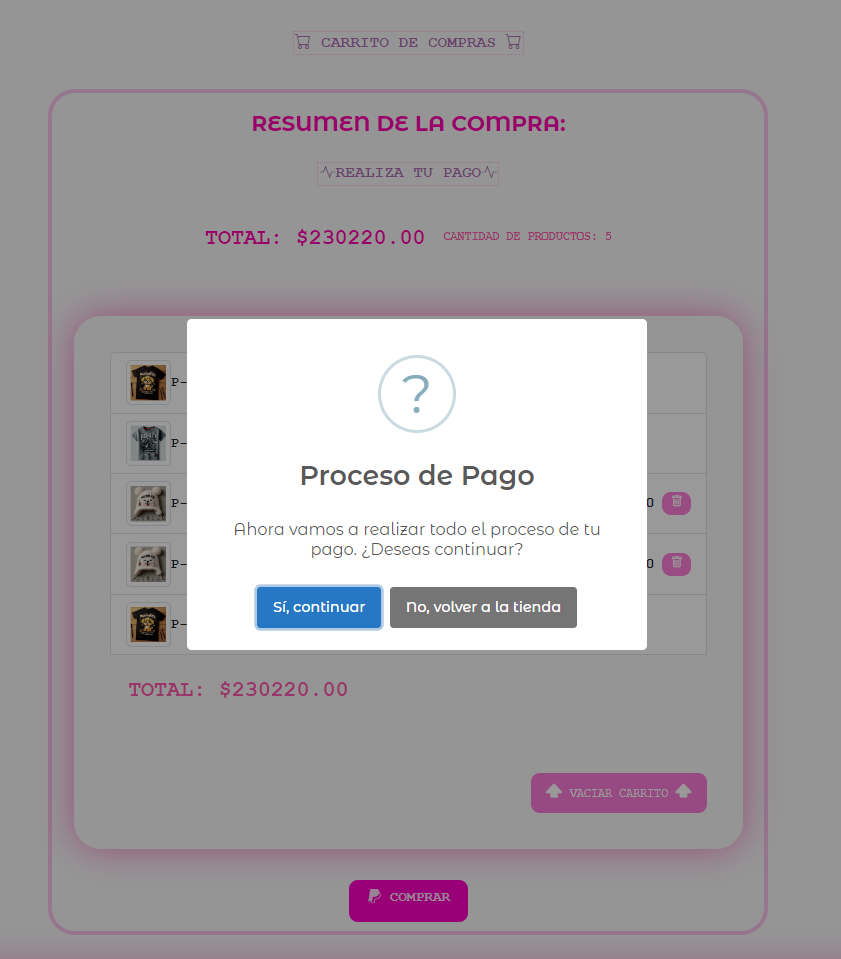 CARRITO DE COMPRAS
RESUMEN DE LA COMPRA:
REALIZA TU PAGO
TOTAL: $230220.00 CANTIDAD DE PRODUCTOS: 5
P-
P-
P- 0
P- 0
P-
?
Proceso de Pago
Ahora vamos a realizar todo el proceso de tu
pago. ¿Deseas continuar?
Sí, continuar No, volver a la tienda
TOTAL: $230220.00
VACIAR CARRITO
COMPRAR